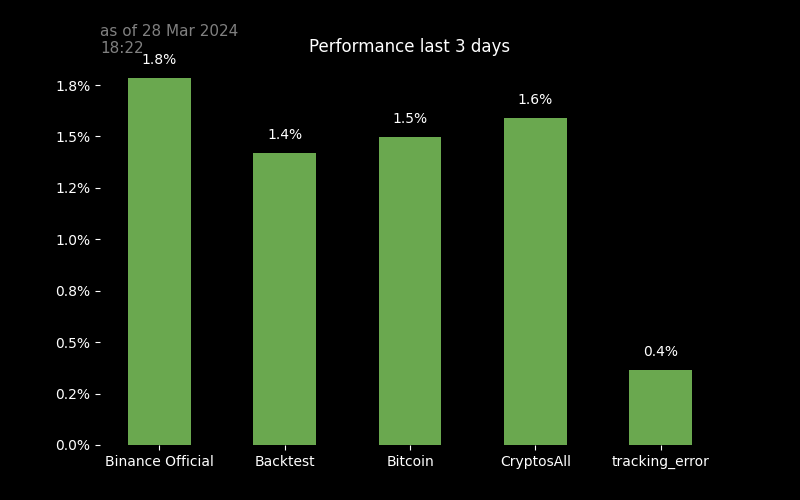 as of 28 Mar 2024
18:22
Performance last 3 days
1.8%
1.4%
1.5%
1.6%
0.4%
1.8%
1.5%
1.2%
1.0%
0.8%
0.5%
0.2%
0.0%
Binance Official
Backtest
Bitcoin
CryptosAll
tracking_error